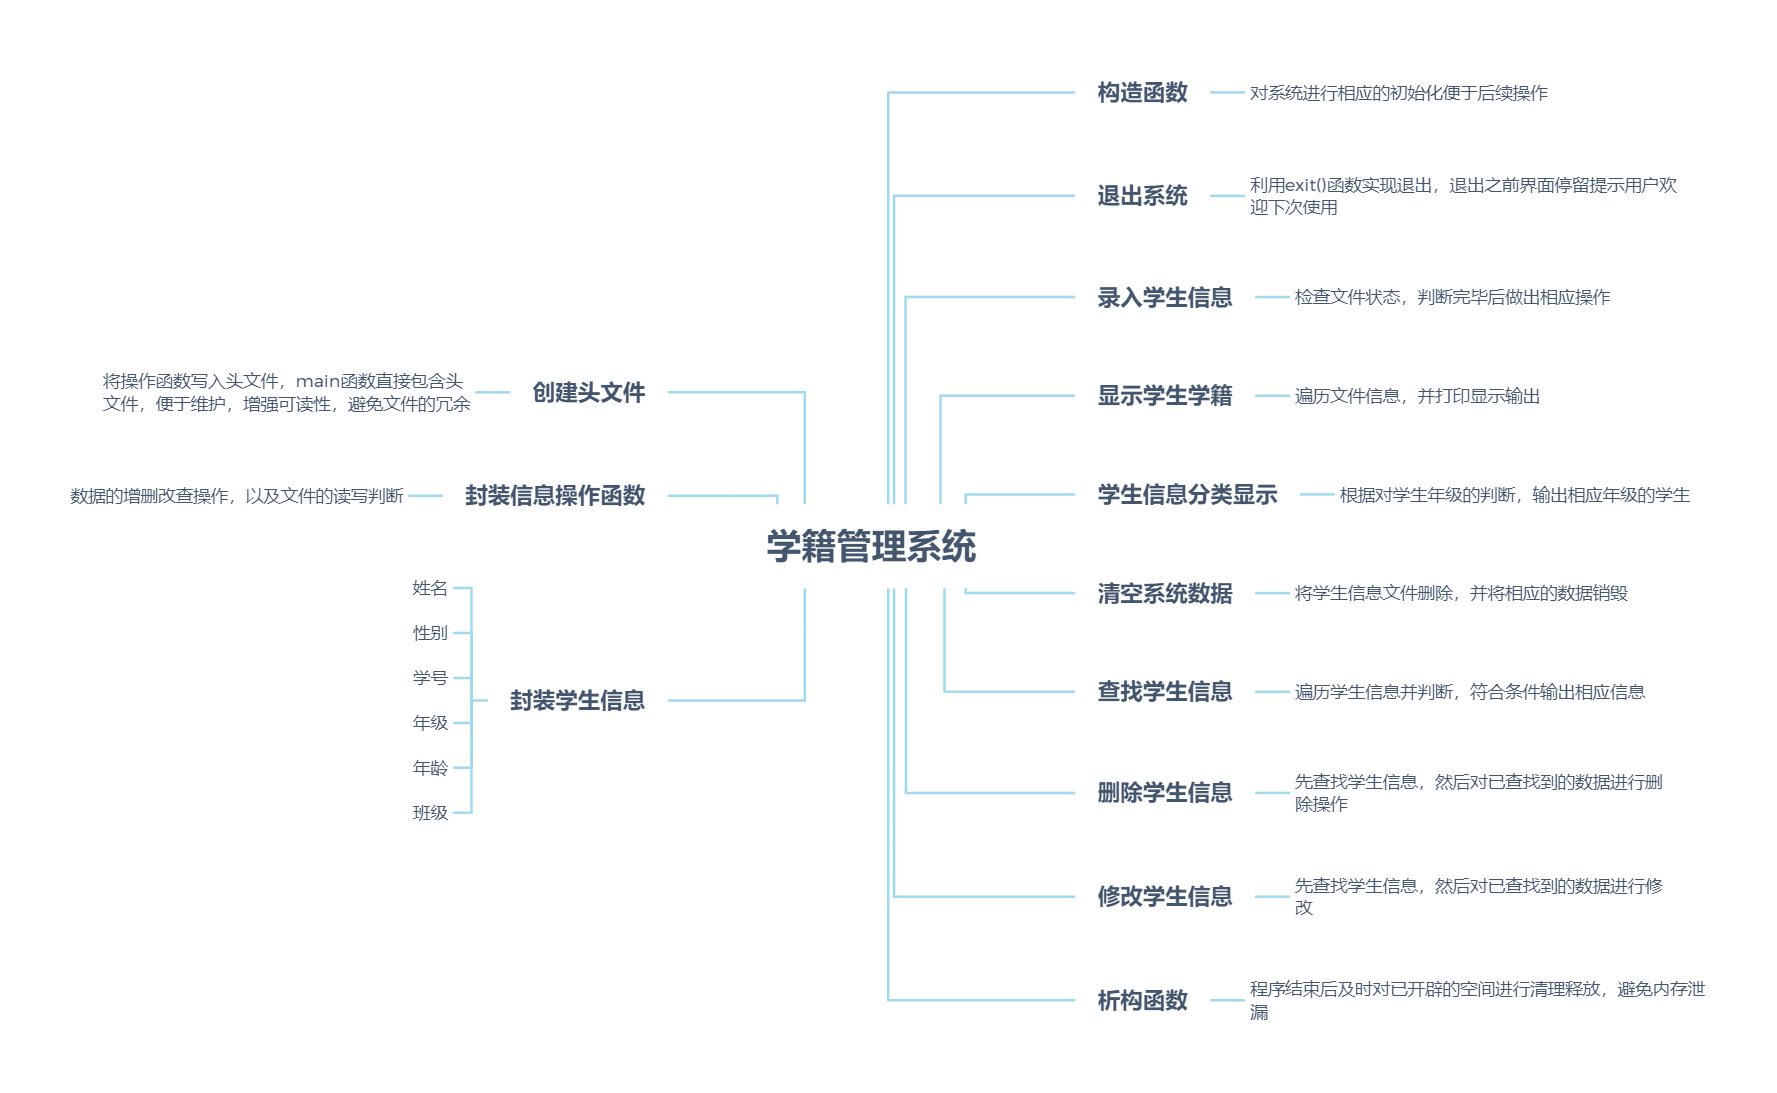 学籍管理系统
构造函数
对系统进行相应的初始化便于后续操作
退出系统
利用exit()函数实现退出，退出之前界面停留提示用户欢
迎下次使用
录入学生信息
检查文件状态，判断完毕后做出相应操作
显示学生学籍
遍历文件信息，并打印显示输出
学生信息分类显示
根据对学生年级的判断，输出相应年级的学生
清空系统数据
将学生信息文件删除，并将相应的数据销毁
查找学生信息
遍历学生信息并判断，符合条件输出相应信息
删除学生信息
先查找学生信息，然后对已查找到的数据进行删
除操作
修改学生信息
先查找学生信息，然后对已查找到的数据进行修
改
析构函数
程序结束后及时对已开辟的空间进行清理释放，避免内存泄
漏
创建头文件
将操作函数写入头文件，main函数直接包含头
文件，便于维护，增强可读性，避免文件的冗余
封装信息操作函数
数据的增删改查操作，以及文件的读写判断
封装学生信息
姓名
性别
学号
年级
年龄
班级